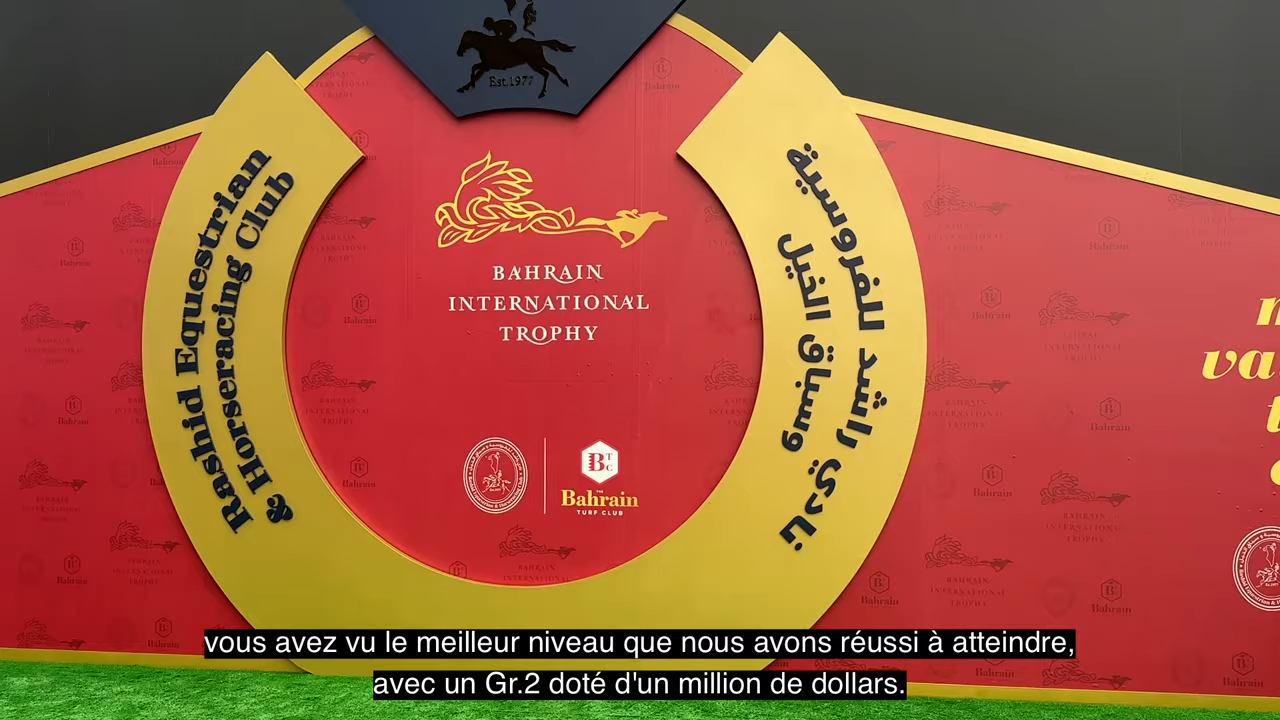 Est.1977
Rashid Equestrian
& Horseracing Club
BAHRAIN
INTERNATIONAL
TROPHY
نادي راشد للفروسية
وسباق الخيل
B T C
THE
Bahrain
TURF CLUB
vous avez vu le meilleur niveau que nous avons réussi à atteindre,
avec un Gr.2 doté d'un million de dollars.